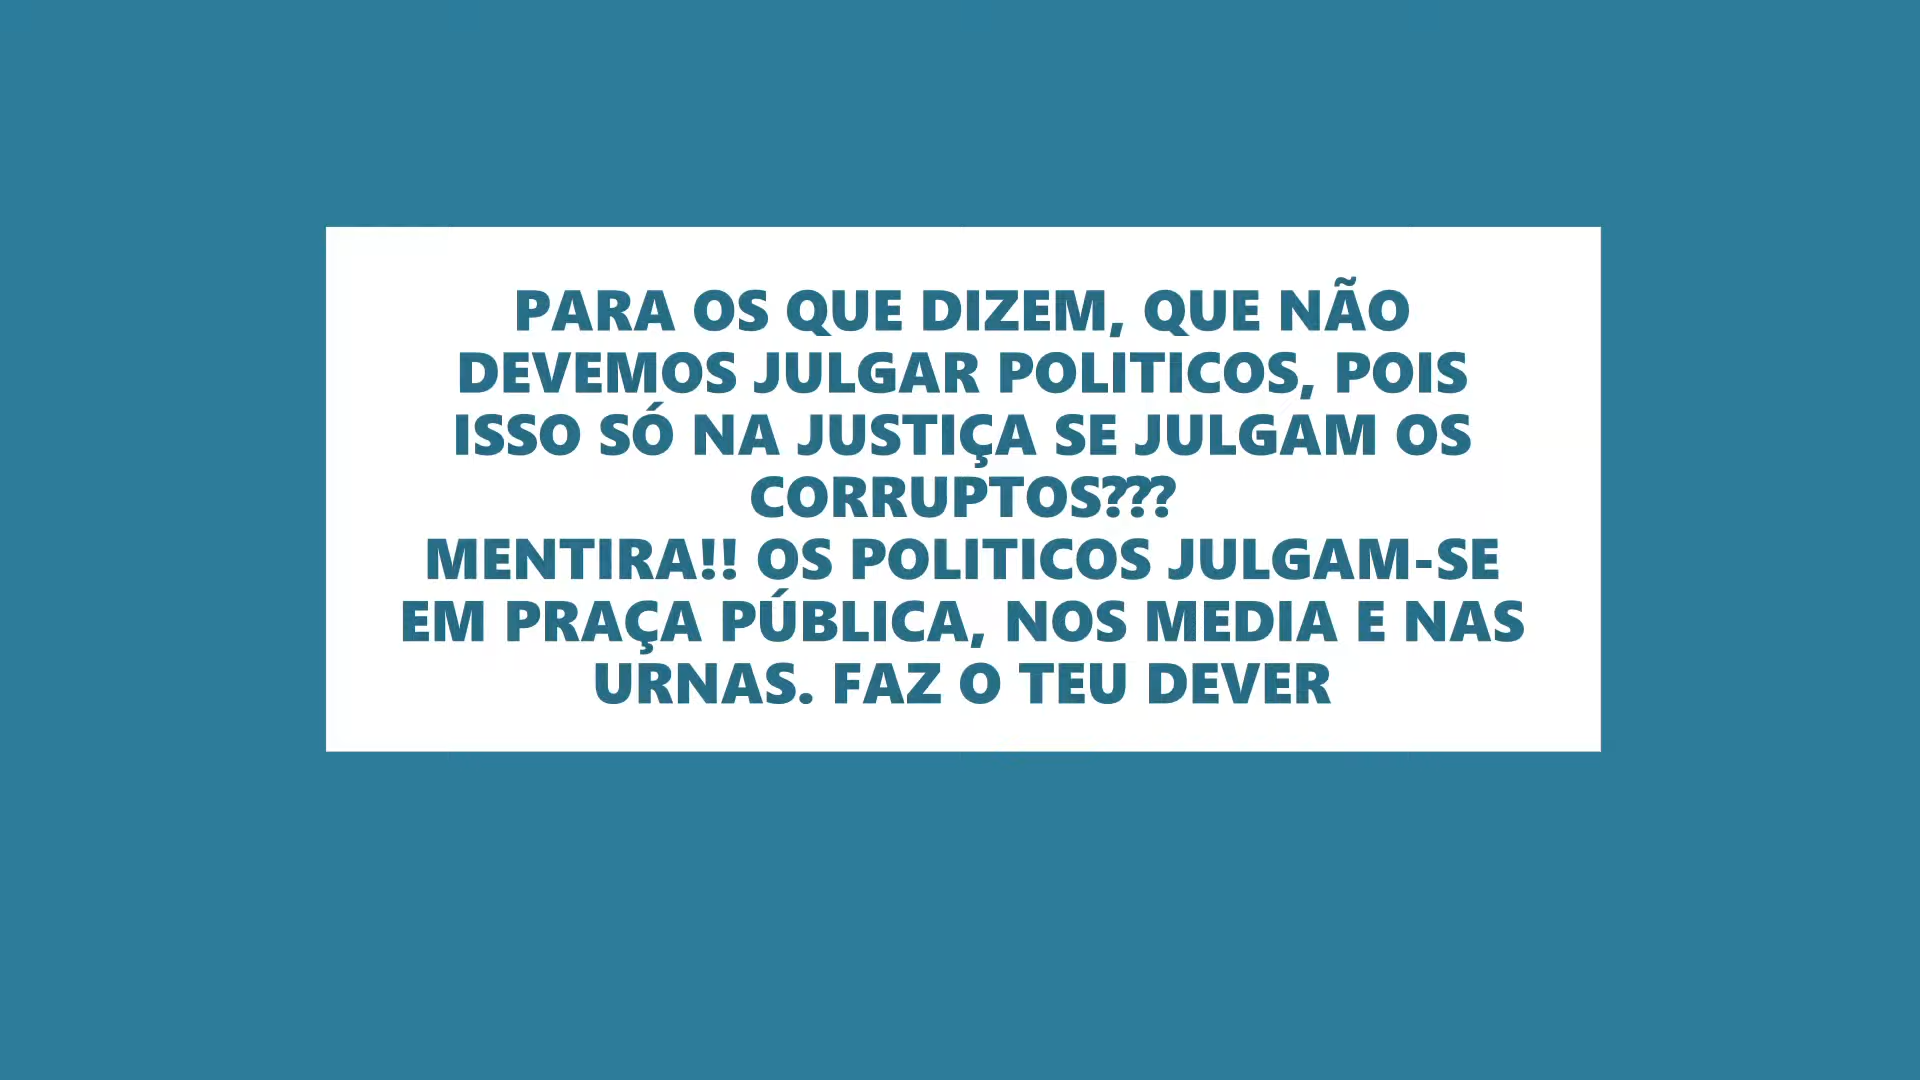 PARA OS QUE DIZEM, QUE NÃO
DEVEMOS JULGAR POLITICOS, POIS
ISSO SÓ NA JUSTIÇA SE JULGAM OS
CORRUPTOS???
MENTIRA!! OS POLITICOS JULGAM-SE
EM PRAÇA PÚBLICA, NOS MEDIA E NAS
URNAS. FAZ O TEU DEVER